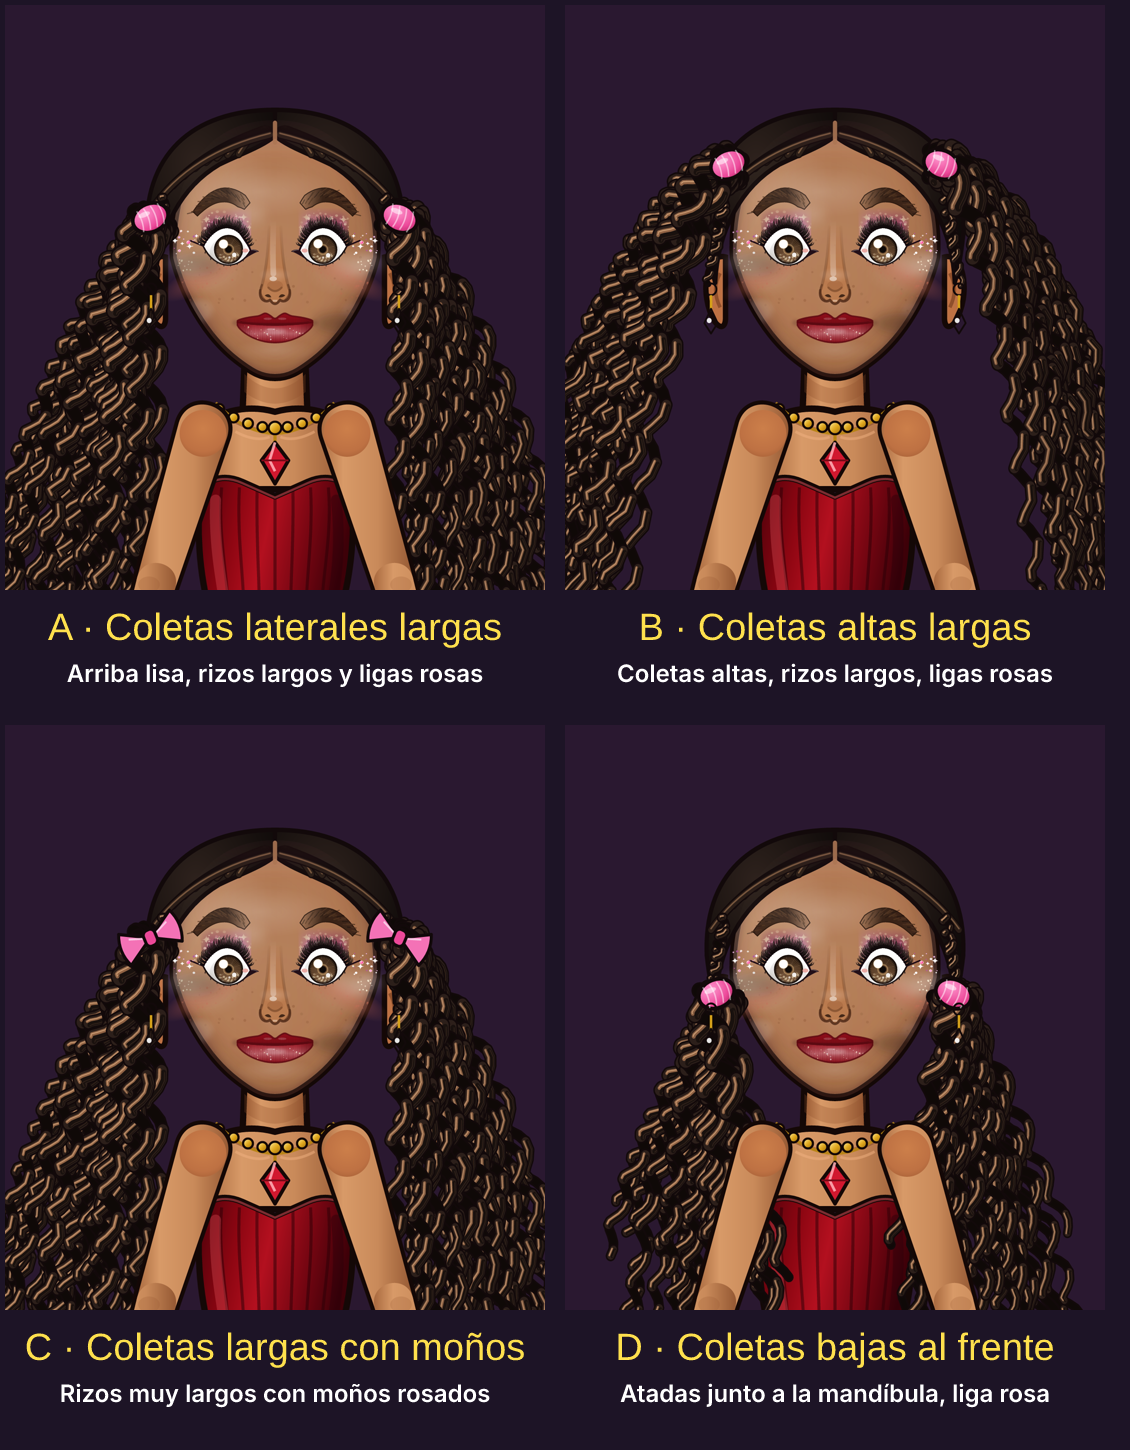 A · Coletas laterales largas
Arriba lisa, rizos largos y ligas rosas
B · Coletas altas largas
Coletas altas, rizos largos, ligas rosas
C · Coletas largas con moños
Rizos muy largos con moños rosados
D · Coletas bajas al frente
Atadas junto a la mandíbula, liga rosa